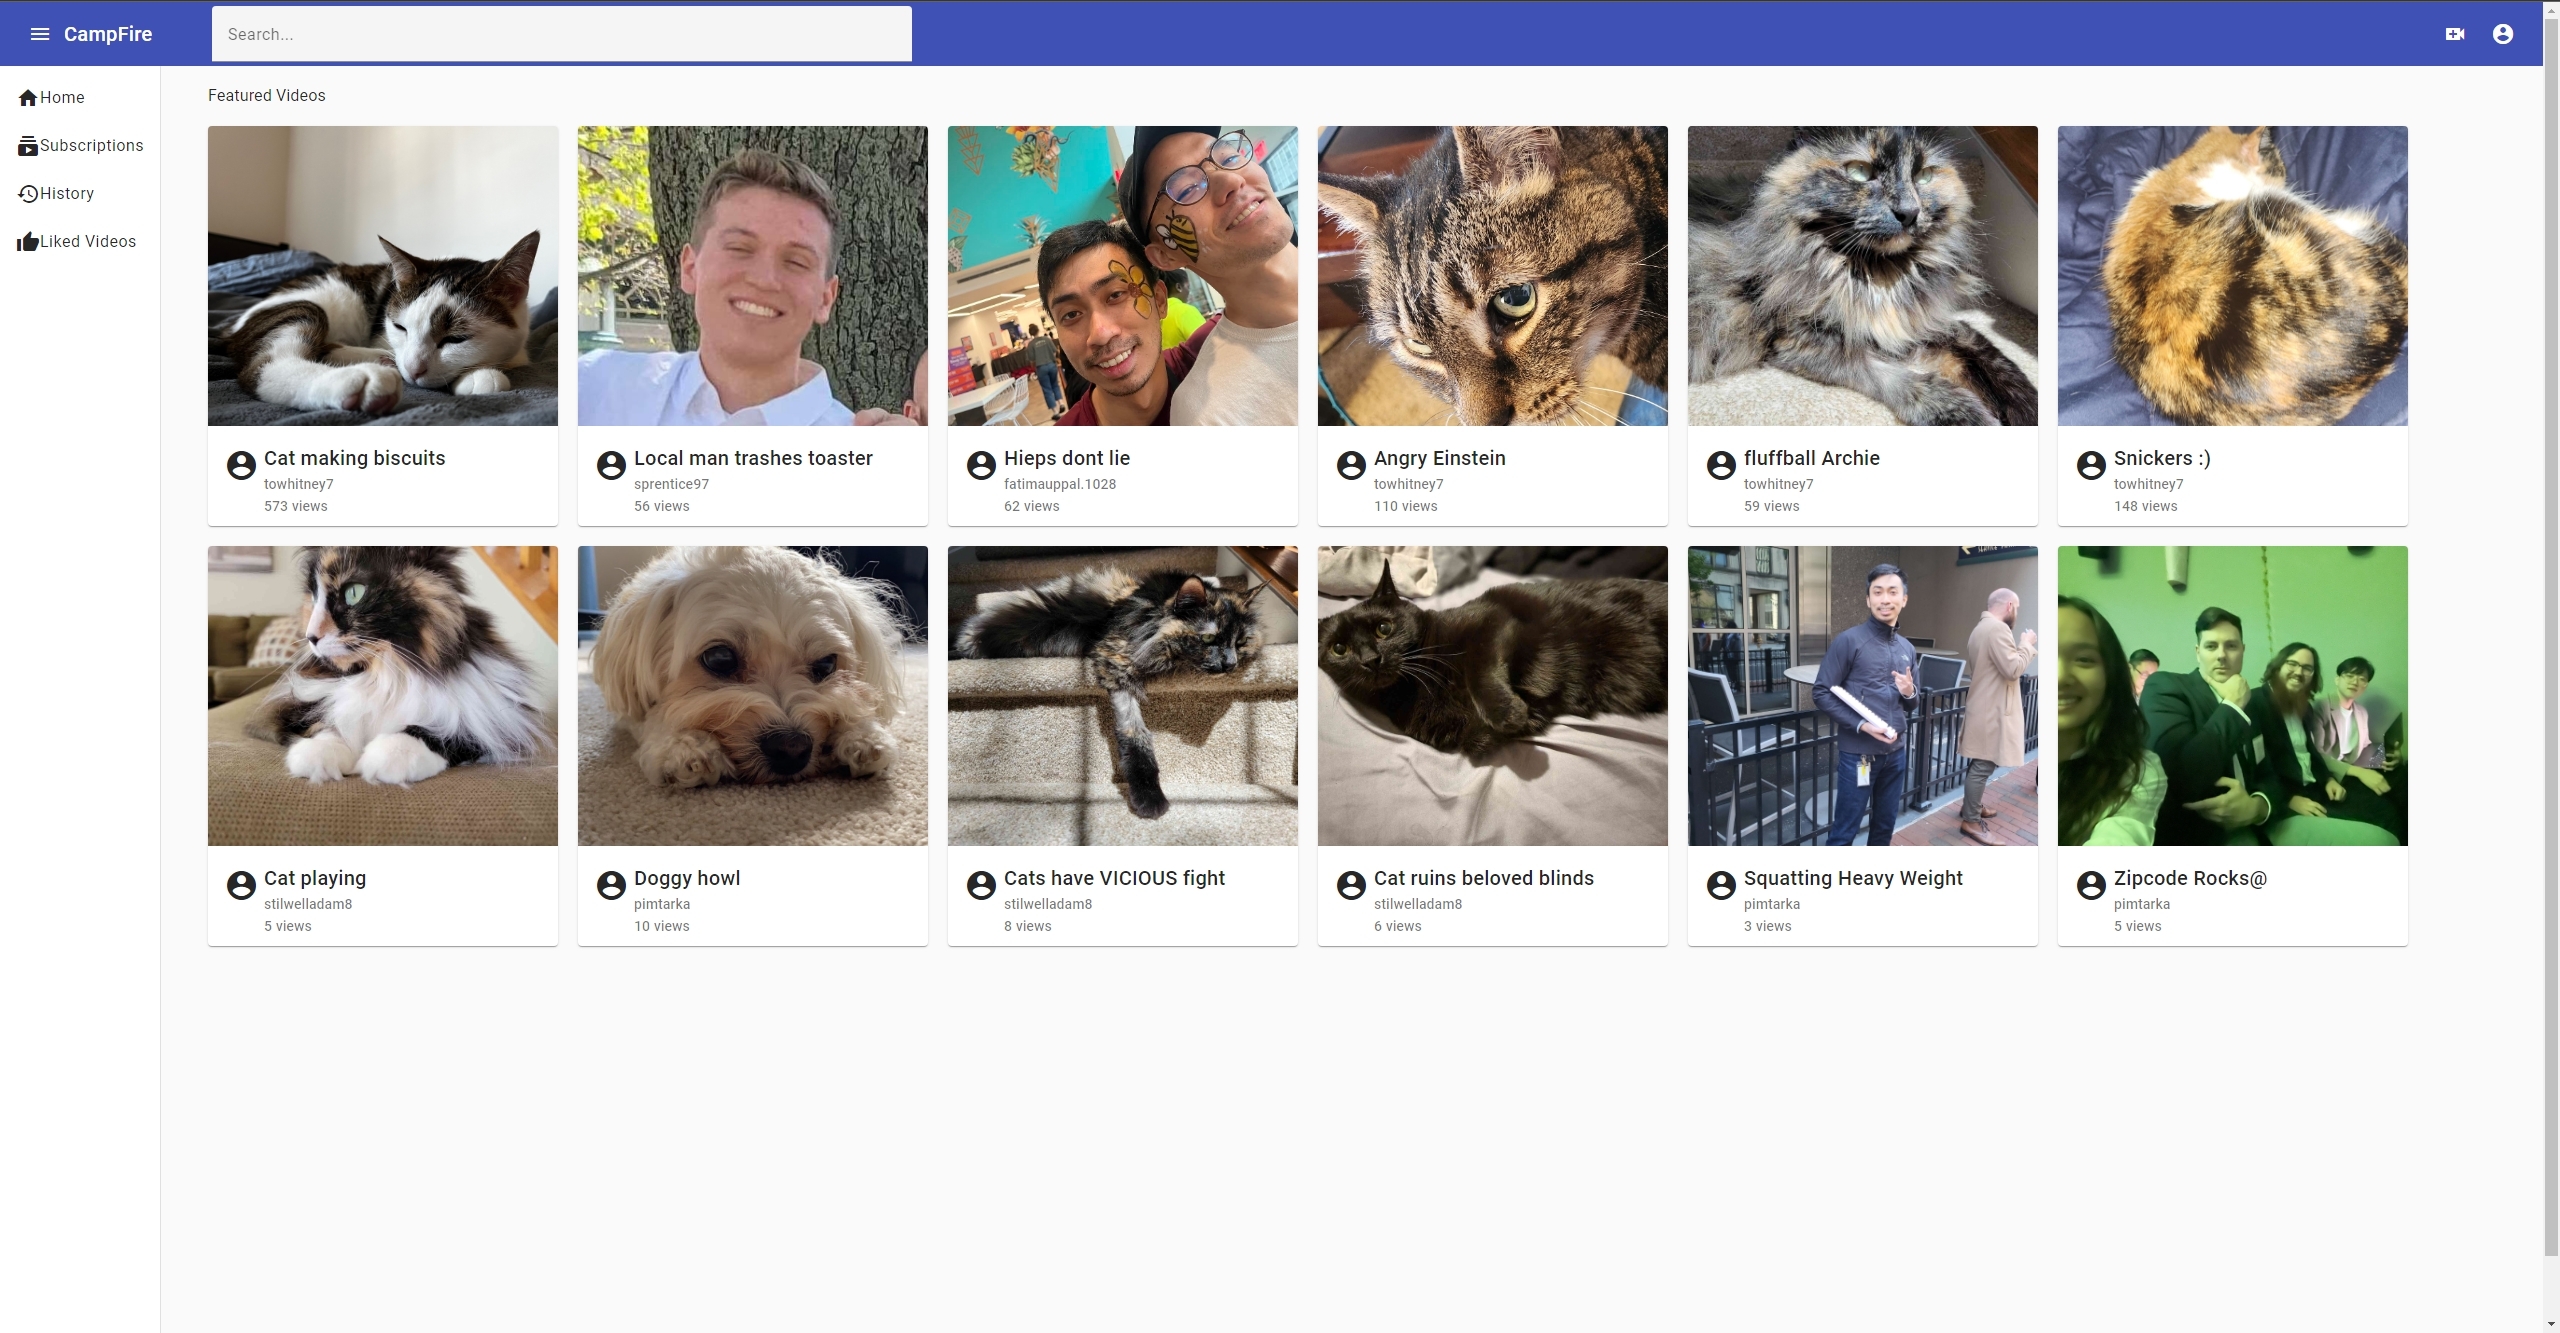 CampFire
Search...
Home
Subscriptions
History
Liked Videos
Featured Videos
Cat making biscuits
towhitney7
573 views
Local man trashes toaster
sprentice97
56 views
Hieps dont lie
fatimauppal.1028
62 views
Angry Einstein
towhitney7
110 views
fluffball Archie
towhitney7
59 views
Snickers :)
towhitney7
148 views
Cat playing
stilwelladam8
5 views
Doggy howl
pimtarka
10 views
Cats have VICIOUS fight
stilwelladam8
8 views
Cat ruins beloved blinds
stilwelladam8
6 views
Squatting Heavy Weight
pimtarka
3 views
Zipcode Rocks@
pimtarka
5 views